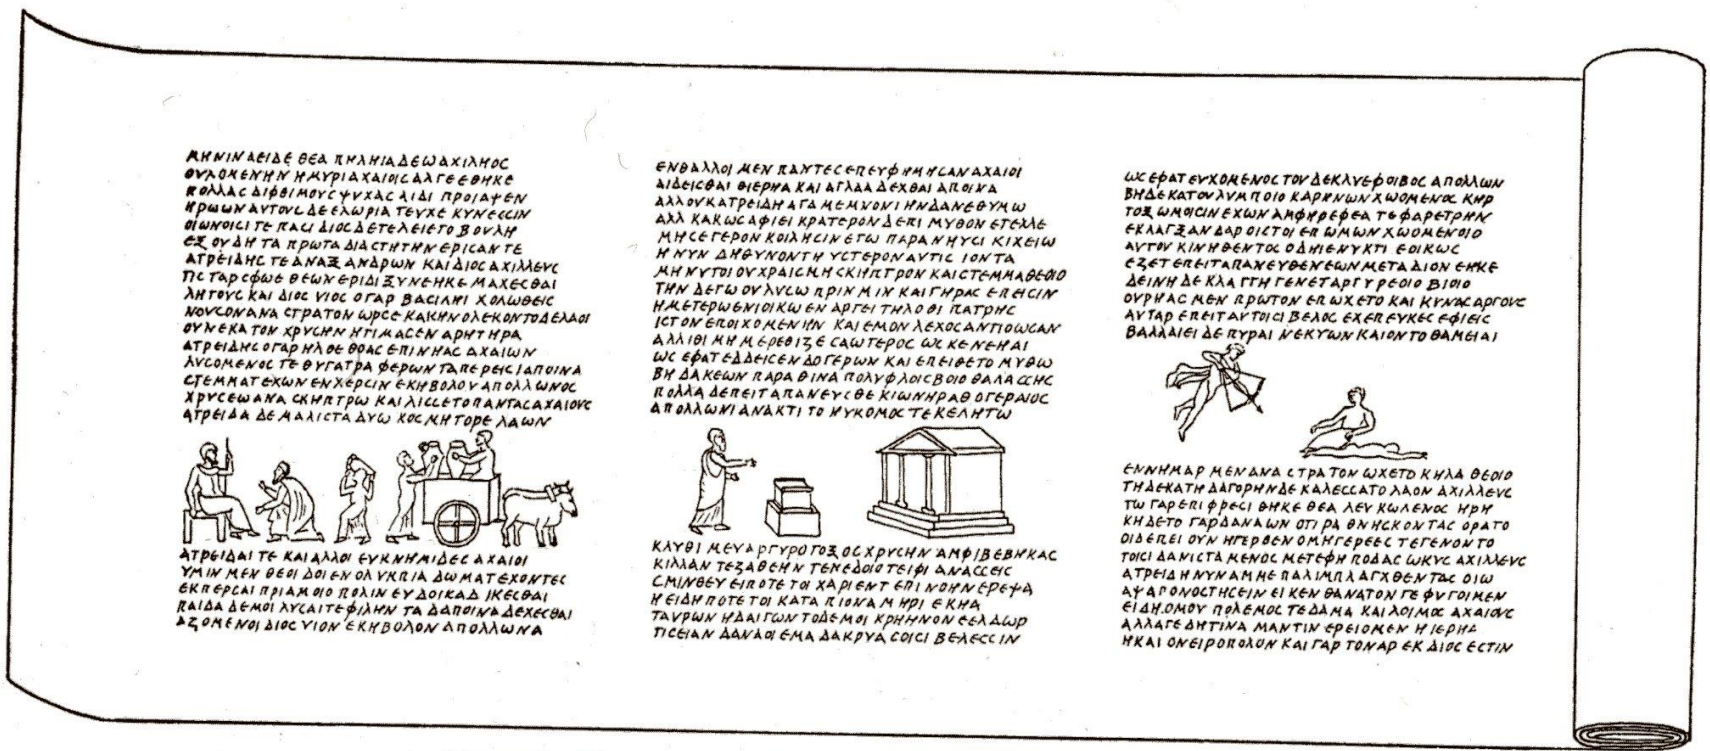 ΜΗΝΙΝ ΑΕΙΔΕ ΘΕΑ ΠΗΛΗΙΑΔΕΩ ΑΧΙΛΗΟϹ
ΟΥΛΟΜΕΝΗΝ Η ΜΥΡΙ ΑΧΑΙΟΙϹ ΑΛΓΕ ΕΘΗΚΕ
ΠΟΛΛΑϹ Δ ΙΦΘΙΜΟΥϹ ΨΥΧΑϹ ΑΙΔΙ ΠΡΟΙΑΨΕΝ
ΗΡΩΩΝ ΑΥΤΟΥϹ ΔΕ ΕΛΩΡΙΑ ΤΕΥΧΕ ΚΥΝΕϹϹΙΝ
ΟΙΩΝΟΙϹΙ ΤΕ ΠΑϹΙ ΔΙΟϹ Δ ΕΤΕΛΕΙΕΤΟ ΒΟΥΛΗ
ΕΞ ΟΥ ΔΗ ΤΑ ΠΡΩΤΑ ΔΙΑϹΤΗΤΗΝ ΕΡΙϹΑΝΤΕ
ΑΤΡΕΙΔΗϹ ΤΕ ΑΝΑΞ ΑΝΔΡΩΝ ΚΑΙ ΔΙΟϹ ΑΧΙΛΛΕΥϹ
ΤΙϹ Τ ΑΡ ϹΦΩΕ ΘΕΩΝ ΕΡΙΔΙ ΞΥΝΕΗΚΕ ΜΑΧΕϹΘΑΙ
ΛΗΤΟΥϹ ΚΑΙ ΔΙΟϹ ΥΙΟϹ Ο ΓΑΡ ΒΑϹΙΛΗΙ ΧΟΛΩΘΕΙϹ
ΝΟΥϹΟΝ ΑΝΑ ϹΤΡΑΤΟΝ ΩΡϹΕ ΚΑΚΗΝ ΟΛΕΚΟΝΤΟ ΔΕ ΛΑΟΙ
ΟΥΝΕΚΑ ΤΟΝ ΧΡΥϹΗΝ ΗΤΙΜΑϹΕΝ ΑΡΗΤΗΡΑ
ΑΤΡΕΙΔΗϹ Ο ΓΑΡ ΗΛΘΕ ΘΟΑϹ ΕΠΙ ΝΗΑϹ ΑΧΑΙΩΝ
ΛΥϹΟΜΕΝΟϹ ΤΕ ΘΥΓΑΤΡΑ ΦΕΡΩΝ Τ ΑΠΕΡΕΙϹΙ ΑΠΟΙΝΑ
ϹΤΕΜΜΑΤ ΕΧΩΝ ΕΝ ΧΕΡϹΙΝ ΕΚΗΒΟΛΟΥ ΑΠΟΛΛΩΝΟϹ
ΧΡΥϹΕΩ ΑΝΑ ϹΚΗΠΤΡΩ ΚΑΙ ΛΙϹϹΕΤΟ ΠΑΝΤΑϹ ΑΧΑΙΟΥϹ
ΑΤΡΕΙΔΑ ΔΕ ΜΑΛΙϹΤΑ ΔΥΩ ΚΟϹΜΗΤΟΡΕ ΛΑΩΝ
ΑΤΡΕΙΔΑΙ ΤΕ ΚΑΙ ΑΛΛΟΙ ΕΥΚΝΗΜΙΔΕϹ ΑΧΑΙΟΙ
ΥΜΙΝ ΜΕΝ ΘΕΟΙ ΔΟΙΕΝ ΟΛΥΜΠΙΑ ΔΩΜΑΤ ΕΧΟΝΤΕϹ
ΕΚΠΕΡϹΑΙ ΠΡΙΑΜΟΙΟ ΠΟΛΙΝ ΕΥ Δ ΟΙΚΑΔ ΙΚΕϹΘΑΙ
ΠΑΙΔΑ Δ ΕΜΟΙ ΛΥϹΑΙΤΕ ΦΙΛΗΝ ΤΑ Δ ΑΠΟΙΝΑ ΔΕΧΕϹΘΑΙ
ΑΖΟΜΕΝΟΙ ΔΙΟϹ ΥΙΟΝ ΕΚΗΒΟΛΟΝ ΑΠΟΛΛΩΝΑ
ΕΝΘ ΑΛΛΟΙ ΜΕΝ ΠΑΝΤΕϹ ΕΠΕΥΦΗΜΗϹΑΝ ΑΧΑΙΟΙ
ΑΙΔΕΙϹΘΑΙ Θ ΙΕΡΗΑ ΚΑΙ ΑΓΛΑΑ ΔΕΧΘΑΙ ΑΠΟΙΝΑ
ΑΛΛ ΟΥΚ ΑΤΡΕΙΔΗ ΑΓΑΜΕΜΝΟΝΙ ΗΝΔΑΝΕ ΘΥΜΩ
ΑΛΛ ΚΑΚΩϹ ΑΦΙΕΙ ΚΡΑΤΕΡΟΝ Δ ΕΠΙ ΜΥΘΟΝ ΕΤΕΛΛΕ
ΜΗ ϹΕ ΓΕΡΟΝ ΚΟΙΛΗϹΙΝ ΕΓΩ ΠΑΡΑ ΝΗΥϹΙ ΚΙΧΕΙΩ
Η ΝΥΝ ΔΗΘΥΝΟΝΤ Η ΥϹΤΕΡΟΝ ΑΥΤΙϹ ΙΟΝΤΑ
ΜΗ ΝΥ ΤΟΙ ΟΥ ΧΡΑΙϹΜΗ ϹΚΗΠΤΡΟΝ ΚΑΙ ϹΤΕΜΜΑ ΘΕΟΙΟ
ΤΗΝ Δ ΕΓΩ ΟΥ ΛΥϹΩ ΠΡΙΝ ΜΙΝ ΚΑΙ ΓΗΡΑϹ ΕΠΕΙϹΙΝ
ΗΜΕΤΕΡΩ ΕΝΙ ΟΙΚΩ ΕΝ ΑΡΓΕΙ ΤΗΛΟΘΙ ΠΑΤΡΗϹ
ΙϹΤΟΝ ΕΠΟΙΧΟΜΕΝΗΝ ΚΑΙ ΕΜΟΝ ΛΕΧΟϹ ΑΝΤΙΟΩϹΑΝ
ΑΛΛ ΙΘΙ ΜΗ Μ ΕΡΕΘΙΖΕ ϹΑΩΤΕΡΟϹ ΩϹ ΚΕ ΝΕΗΑΙ
ΩϹ ΕΦΑΤ ΕΔΔΕΙϹΕΝ Δ Ο ΓΕΡΩΝ ΚΑΙ ΕΠΕΙΘΕΤΟ ΜΥΘΩ
ΒΗ Δ ΑΚΕΩΝ ΠΑΡΑ ΘΙΝΑ ΠΟΛΥΦΛΟΙϹΒΟΙΟ ΘΑΛΑϹϹΗϹ
ΠΟΛΛΑ Δ ΕΠΕΙΤ ΑΠΑΝΕΥϹΘΕ ΚΙΩΝ ΗΡΑΘ Ο ΓΕΡΑΙΟϹ
ΑΠΟΛΛΩΝΙ ΑΝΑΚΤΙ ΤΟ ΗΥΚΟΜΟϹ ΤΕΚΕ ΛΗΤΩ
ΚΛΥΘΙ ΜΕΥ ΑΡΓΥΡΟΤΟΞ ΟϹ ΧΡΥϹΗΝ ΑΜΦΙΒΕΒΗΚΑϹ
ΚΙΛΛΑΝ ΤΕ ΖΑΘΕΗΝ ΤΕΝΕΔΟΙΟ ΤΕ ΙΦΙ ΑΝΑϹϹΕΙϹ
ϹΜΙΝΘΕΥ ΕΙ ΠΟΤΕ ΤΟΙ ΧΑΡΙΕΝΤ ΕΠΙ ΝΗΟΝ ΕΡΕΨΑ
Η ΕΙ ΔΗ ΠΟΤΕ ΤΟΙ ΚΑΤΑ ΠΙΟΝΑ ΜΗΡΙ ΕΚΗΑ
ΤΑΥΡΩΝ ΗΔ ΑΙΓΩΝ ΤΟΔΕ ΜΟΙ ΚΡΗΗΝΟΝ ΕΕΛΔΩΡ
ΤΙϹΕΙΑΝ ΔΑΝΑΟΙ ΕΜΑ ΔΑΚΡΥΑ ϹΟΙϹΙ ΒΕΛΕϹϹΙΝ
ΩϹ ΕΦΑΤ ΕΥΧΟΜΕΝΟϹ ΤΟΥ Δ ΕΚΛΥΕ ΦΟΙΒΟϹ ΑΠΟΛΛΩΝ
ΒΗ ΔΕ ΚΑΤ ΟΥΛΥΜΠΟΙΟ ΚΑΡΗΝΩΝ ΧΩΟΜΕΝΟϹ ΚΗΡ
ΤΟΞ ΩΜΟΙϹΙΝ ΕΧΩΝ ΑΜΦΗΡΕΦΕΑ ΤΕ ΦΑΡΕΤΡΗΝ
ΕΚΛΑΓΞΑΝ Δ ΑΡ ΟΙϹΤΟΙ ΕΠ ΩΜΩΝ ΧΩΟΜΕΝΟΙΟ
ΑΥΤΟΥ ΚΙΝΗΘΕΝΤΟϹ Ο Δ ΗΙΕ ΝΥΚΤΙ ΕΟΙΚΩϹ
ΕΖΕΤ ΕΠΕΙΤ ΑΠΑΝΕΥΘΕ ΝΕΩΝ ΜΕΤΑ Δ ΙΟΝ ΕΗΚΕ
ΔΕΙΝΗ ΔΕ ΚΛΑΓΓΗ ΓΕΝΕΤ ΑΡΓΥΡΕΟΙΟ ΒΙΟΙΟ
ΟΥΡΗΑϹ ΜΕΝ ΠΡΩΤΟΝ ΕΠΩΧΕΤΟ ΚΑΙ ΚΥΝΑϹ ΑΡΓΟΥϹ
ΑΥΤΑΡ ΕΠΕΙΤ ΑΥΤΟΙϹΙ ΒΕΛΟϹ ΕΧΕΠΕΥΚΕϹ ΕΦΙΕΙϹ
ΒΑΛΛ ΑΙΕΙ ΔΕ ΠΥΡΑΙ ΝΕΚΥΩΝ ΚΑΙΟΝΤΟ ΘΑΜΕΙΑΙ
ΕΝΝΗΜΑΡ ΜΕΝ ΑΝΑ ϹΤΡΑΤΟΝ ΩΧΕΤΟ ΚΗΛΑ ΘΕΟΙΟ
ΤΗ ΔΕΚΑΤΗ Δ ΑΓΟΡΗΝΔΕ ΚΑΛΕϹϹΑΤΟ ΛΑΟΝ ΑΧΙΛΛΕΥϹ
ΤΩ ΓΑΡ ΕΠΙ ΦΡΕϹΙ ΘΗΚΕ ΘΕΑ ΛΕΥΚΩΛΕΝΟϹ ΗΡΗ
ΚΗΔΕΤΟ ΓΑΡ ΔΑΝΑΩΝ ΟΤΙ ΡΑ ΘΝΗϹΚΟΝΤΑϹ ΟΡΑΤΟ
ΟΙ Δ ΕΠΕΙ ΟΥΝ ΗΓΕΡΘΕΝ ΟΜΗΓΕΡΕΕϹ ΤΕ ΓΕΝΟΝΤΟ
ΤΟΙϹΙ Δ ΑΝΙϹΤΑΜΕΝΟϹ ΜΕΤΕΦΗ ΠΟΔΑϹ ΩΚΥϹ ΑΧΙΛΛΕΥϹ
ΑΤΡΕΙΔΗ ΝΥΝ ΑΜΜΕ ΠΑΛΙΜΠΛΑΓΧΘΕΝΤΑϹ ΟΙΩ
ΑΨ ΑΠΟΝΟϹΤΗϹΕΙΝ ΕΙ ΚΕΝ ΘΑΝΑΤΟΝ ΓΕ ΦΥΓΟΙΜΕΝ
ΕΙ ΔΗ ΟΜΟΥ ΠΟΛΕΜΟϹ ΤΕ ΔΑΜΑ ΚΑΙ ΛΟΙΜΟϹ ΑΧΑΙΟΥϹ
ΑΛΛ ΑΓΕ ΔΗ ΤΙΝΑ ΜΑΝΤΙΝ ΕΡΕΙΟΜΕΝ Η ΙΕΡΗΑ
Η ΚΑΙ ΟΝΕΙΡΟΠΟΛΟΝ ΚΑΙ ΓΑΡ Τ ΟΝΑΡ ΕΚ ΔΙΟϹ ΕϹΤΙΝ